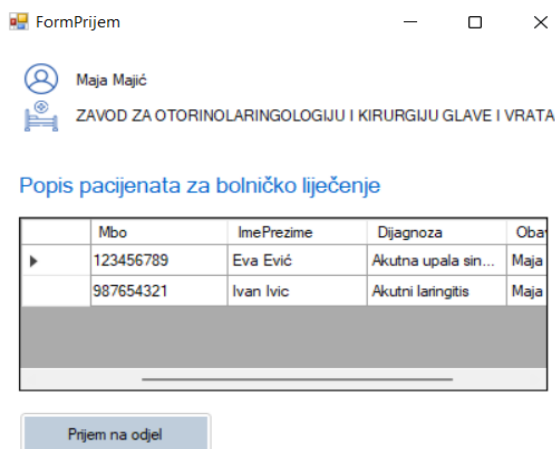 FormPrijem
Maja Majić
ZAVOD ZA OTORINOLARINGOLOGIJU I KIRURGIJU GLAVE I VRATA
Popis pacijenata za bolničko liječenje
Mbo ImePrezime Dijagnoza Obav
123456789 Eva Ević Akutna upala sin... Maja
987654321 Ivan Ivic Akutni laringitis Maja
Prijem na odjel